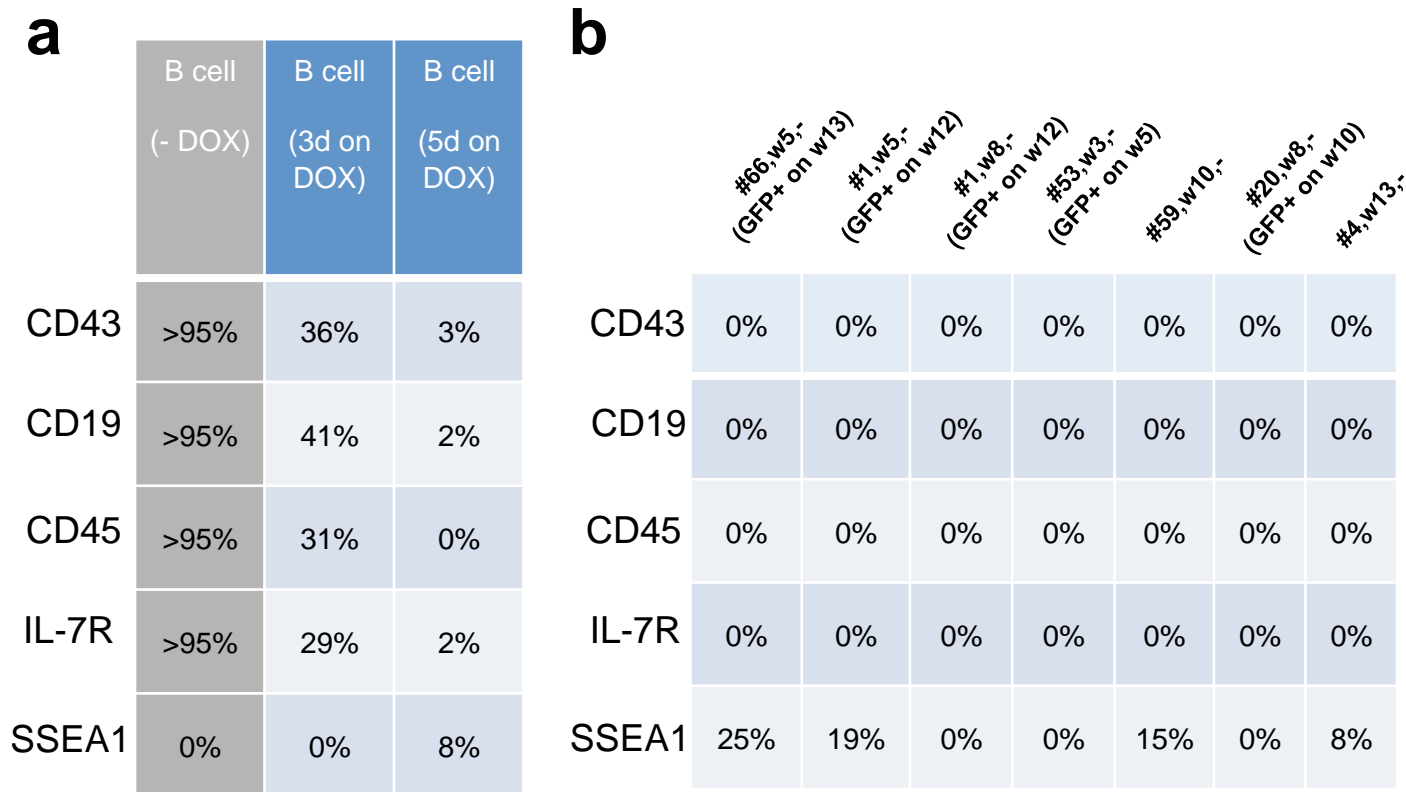 a
B cell
(- DOX)
B cell
(3d on
DOX)
B cell
(5d on
DOX)
CD43 >95% 36% 3%
CD19 >95% 41% 2%
CD45 >95% 31% 0%
IL-7R >95% 29% 2%
SSEA1 0% 0% 8%
b
#66,w5,-
(GFP+ on w13)
#1,w5,-
(GFP+ on w12)
#1,w8,-
(GFP+ on w12)
#53,w3,-
(GFP+ on w5)
#59,w10,-
#20,w8,-
(GFP+ on w10)
#4,w13,-
CD43 0% 0% 0% 0% 0% 0% 0%
CD19 0% 0% 0% 0% 0% 0% 0%
CD45 0% 0% 0% 0% 0% 0% 0%
IL-7R 0% 0% 0% 0% 0% 0% 0%
SSEA1 25% 19% 0% 0% 15% 0% 8%